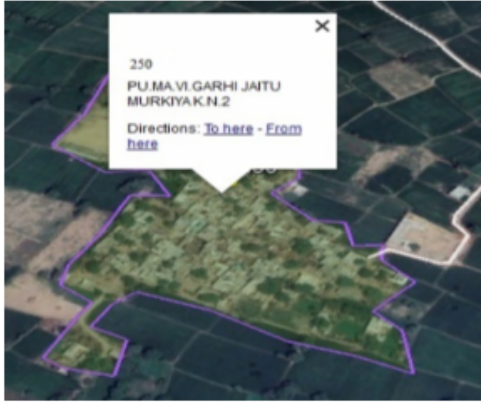 250
PU.MA.VI.GARHI JAITU
MURKIYA K.N.2
Directions: To here - From
here